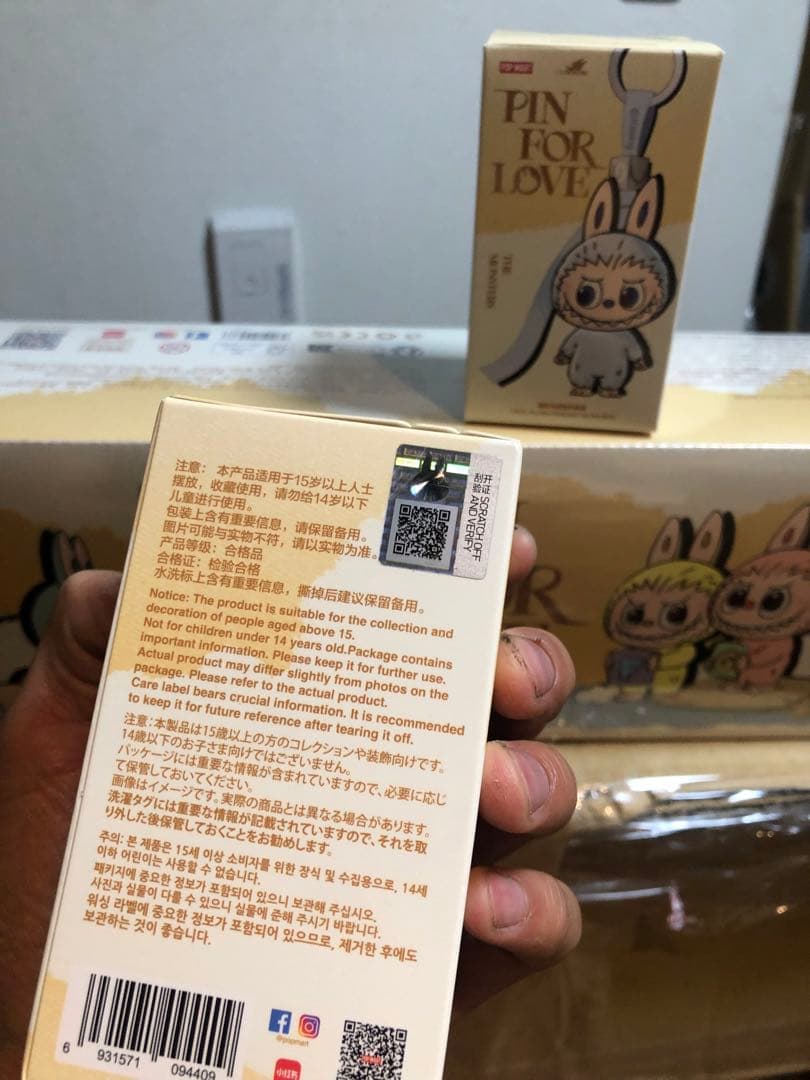 POP MART
PIN
FOR
LOVE
THE
MONSTERS
注意： 本产品适用于15岁以上人士
摆放，收藏使用，请勿给14岁以下
儿童进行使用。
包装上含有重要信息，请保留备用。
图片可能与实物不符，请以实物为准。
产品等级：合格品
合格证：检验合格
水洗标上含有重要信息，撕掉后建议保留备用。
刮开验证 SCRATCH OFF AND VERIFY
Notice: The product is suitable for the collection and
decoration of people aged above 15.
Not for children under 14 years old.Package contains
important information. Please keep it for further use.
Actual product may differ slightly from photos on the
package. Please refer to the actual product.
Care label bears crucial information. It is recommended
to keep it for future reference after tearing it off.
注意：本製品は15歳以上の方のコレクションや装飾向けです。
14歳以下のお子さま向けではございません。
パッケージには重要な情報が含まれていますので、必要に応じ
て保管しておいてください。
画像はイメージです。実際の商品とは異なる場合があります。
洗濯タグには重要な情報が記載されていますので、それを取
り外した後保管しておくことをお勧めします。
주의: 본 제품은 15세 이상 소비자를 위한 장식 및 수집용으로, 14세
이하 어린이는 사용할 수 없습니다.
패키지에 중요한 정보가 포함되어 있으니 보관해 주십시오.
사진과 실물이 다를 수 있으니 실물에 준해 주시기 바랍니다.
워싱 라벨에 중요한 정보가 포함되어 있으므로, 제거한 후에도
보관하는 것이 좋습니다.
6 931571 094409
@popmart
小红书